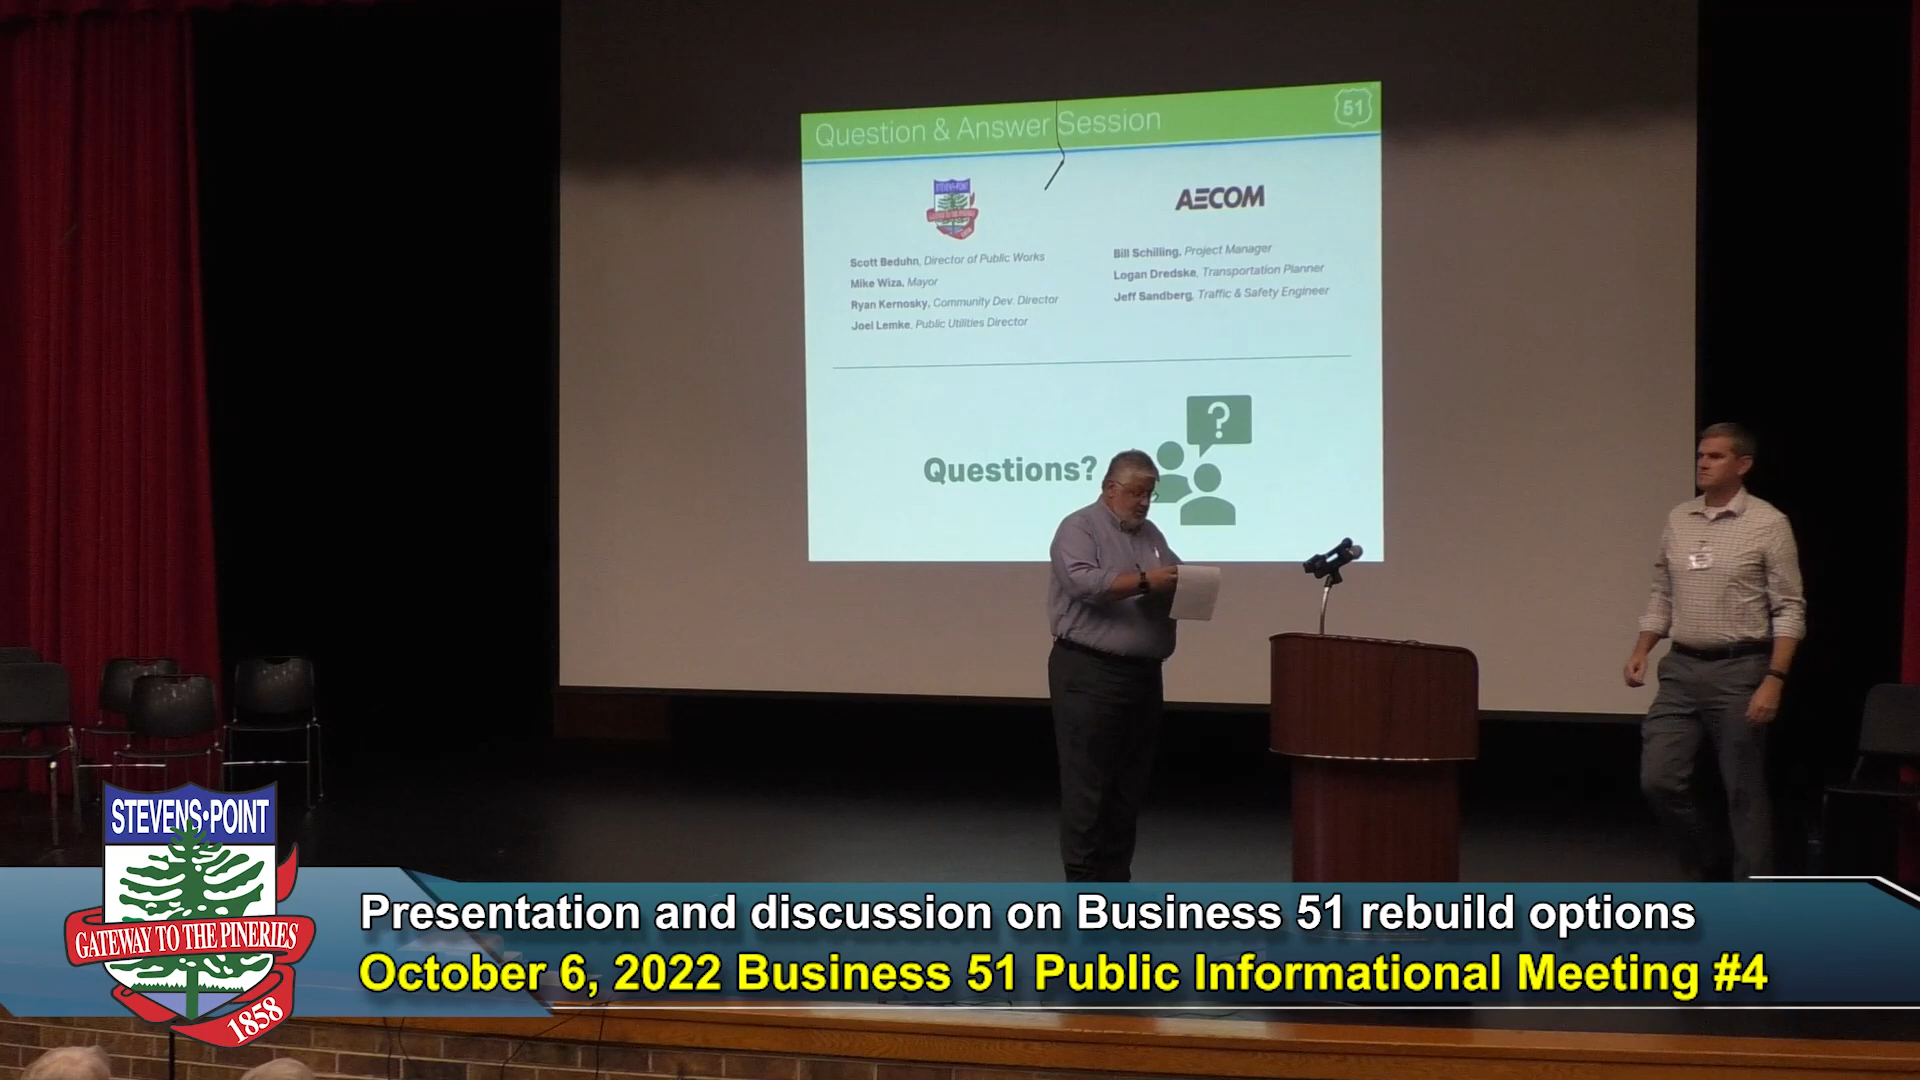 Question & Answer Session
51
STEVENS•POINT
AECOM
Scott Beduhn, Director of Public Works
Mike Wiza, Mayor
Ryan Kernosky, Community Dev. Director
Joel Lemke, Public Utilities Director
Bill Schilling, Project Manager
Logan Dredske, Transportation Planner
Jeff Sandberg, Traffic & Safety Engineer
?
Questions?
STEVENS•POINT
GATEWAY TO THE PINERIES
1858
Presentation and discussion on Business 51 rebuild options
October 6, 2022 Business 51 Public Informational Meeting #4